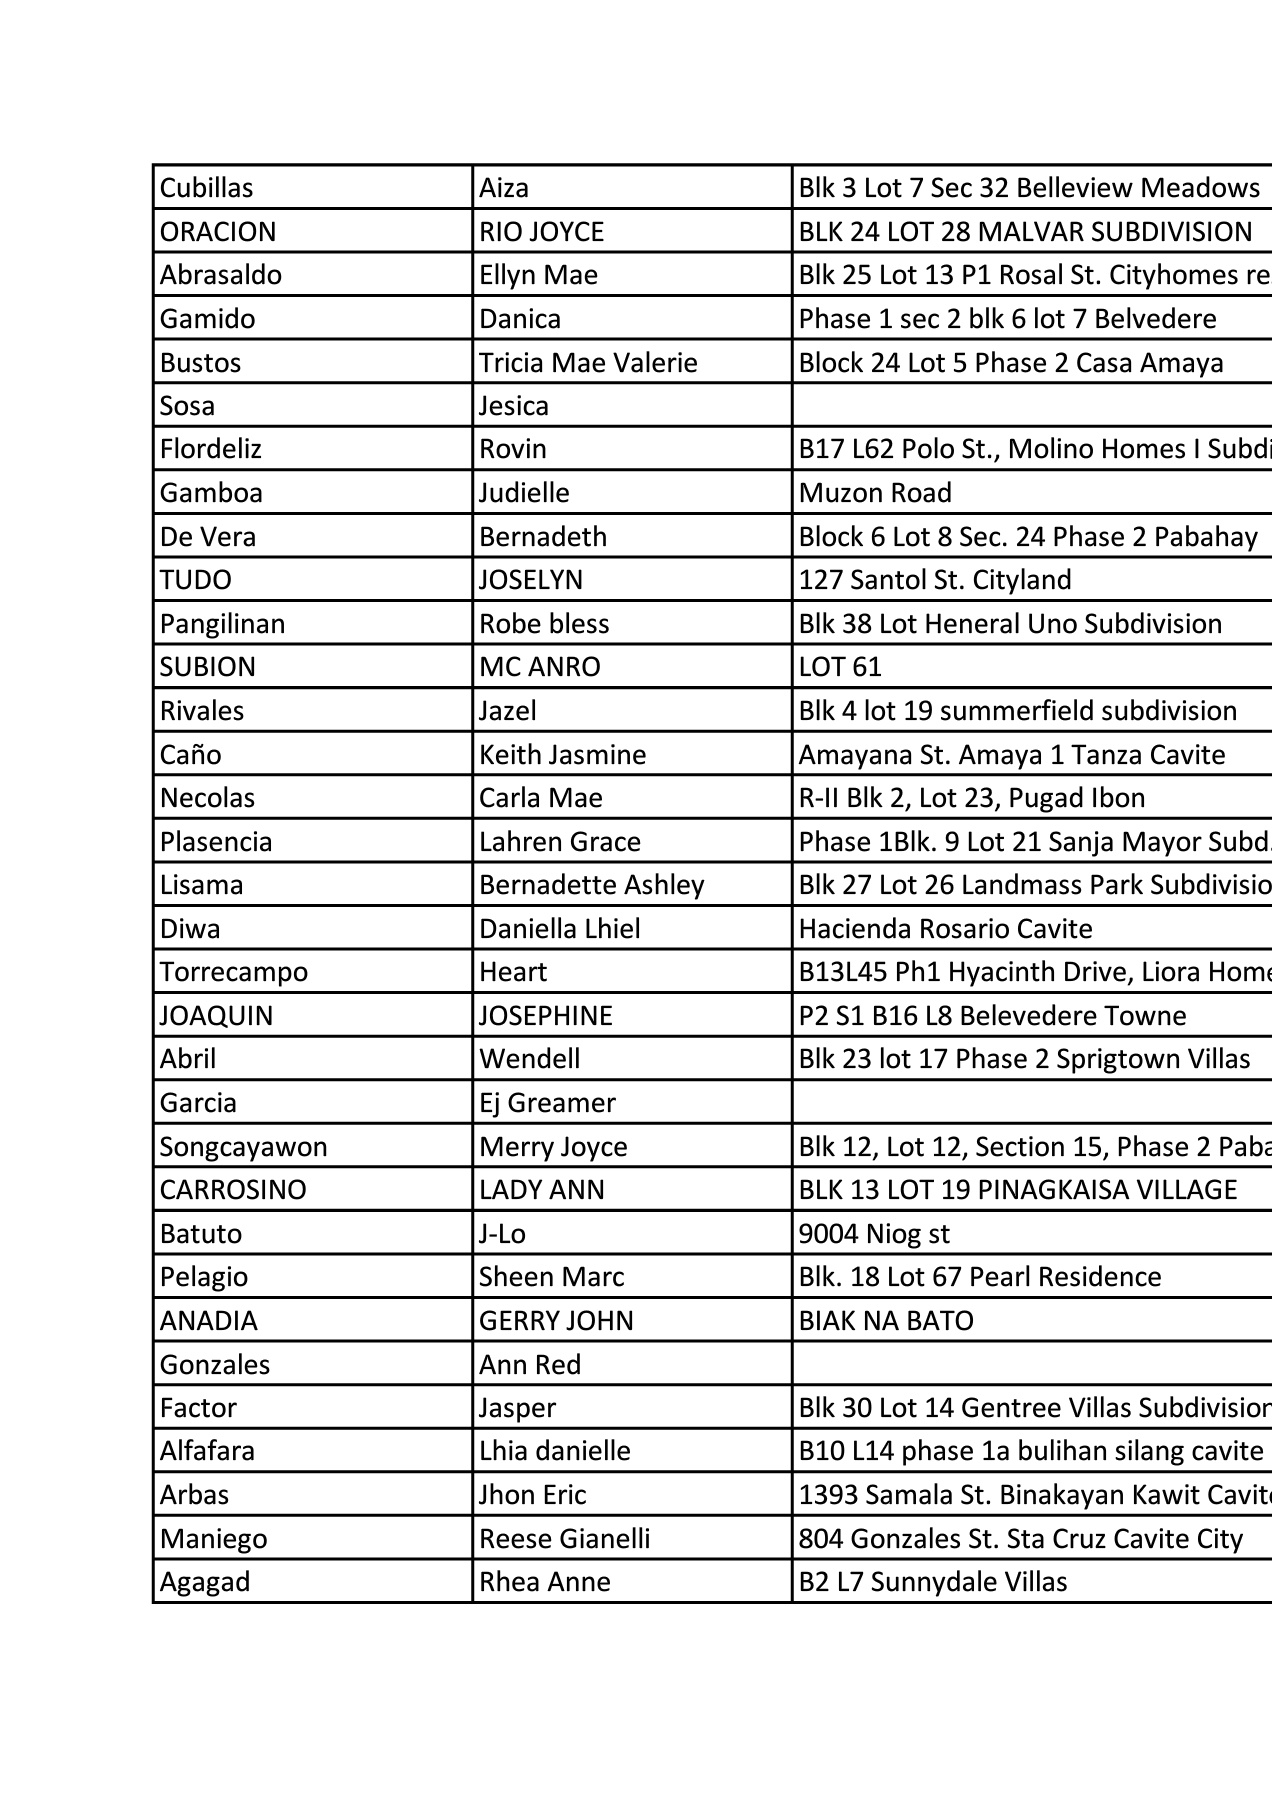 Cubillas Aiza Blk 3 Lot 7 Sec 32 Belleview Meadows
ORACION RIO JOYCE BLK 24 LOT 28 MALVAR SUBDIVISION
Abrasaldo Ellyn Mae Blk 25 Lot 13 P1 Rosal St. Cityhomes re
Gamido Danica Phase 1 sec 2 blk 6 lot 7 Belvedere
Bustos Tricia Mae Valerie Block 24 Lot 5 Phase 2 Casa Amaya
Sosa Jesica
Flordeliz Rovin B17 L62 Polo St., Molino Homes I Subdi
Gamboa Judielle Muzon Road
De Vera Bernadeth Block 6 Lot 8 Sec. 24 Phase 2 Pabahay
TUDO JOSELYN 127 Santol St. Cityland
Pangilinan Robe bless Blk 38 Lot Heneral Uno Subdivision
SUBION MC ANRO LOT 61
Rivales Jazel Blk 4 lot 19 summerfield subdivision
Caño Keith Jasmine Amayana St. Amaya 1 Tanza Cavite
Necolas Carla Mae R-II Blk 2, Lot 23, Pugad Ibon
Plasencia Lahren Grace Phase 1Blk. 9 Lot 21 Sanja Mayor Subd.
Lisama Bernadette Ashley Blk 27 Lot 26 Landmass Park Subdivisio
Diwa Daniella Lhiel Hacienda Rosario Cavite
Torrecampo Heart B13L45 Ph1 Hyacinth Drive, Liora Home
JOAQUIN JOSEPHINE P2 S1 B16 L8 Belevedere Towne
Abril Wendell Blk 23 lot 17 Phase 2 Sprigtown Villas
Garcia Ej Greamer
Songcayawon Merry Joyce Blk 12, Lot 12, Section 15, Phase 2 Paba
CARROSINO LADY ANN BLK 13 LOT 19 PINAGKAISA VILLAGE
Batuto J-Lo 9004 Niog st
Pelagio Sheen Marc Blk. 18 Lot 67 Pearl Residence
ANADIA GERRY JOHN BIAK NA BATO
Gonzales Ann Red
Factor Jasper Blk 30 Lot 14 Gentree Villas Subdivision
Alfafara Lhia danielle B10 L14 phase 1a bulihan silang cavite
Arbas Jhon Eric 1393 Samala St. Binakayan Kawit Cavite
Maniego Reese Gianelli 804 Gonzales St. Sta Cruz Cavite City
Agagad Rhea Anne B2 L7 Sunnydale Villas